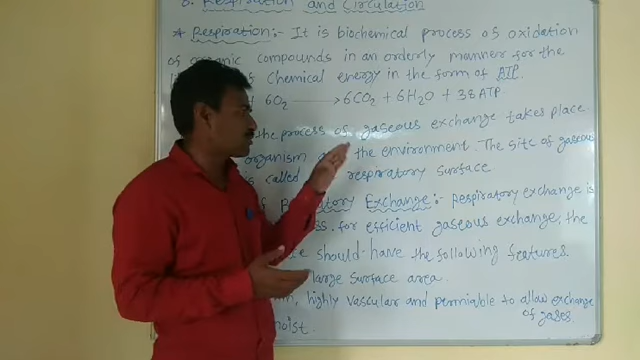 8. Respiration and Circulation
* Respiration:- It is biochemical process of oxidation
of organic compounds in an orderly manner for the
of Chemical energy in the form of ATP.
6O2 → 6CO2 + 6H2O + 38 ATP
the process of gaseous exchange takes place
organism the environment. The site of gaseous
is called respiratory surface
Exchange:- Respiratory exchange is
for efficient gaseous exchange, the
should have the following features.
large surface area.
highly vascular and permiable to allow exchange
of gases.
moist.